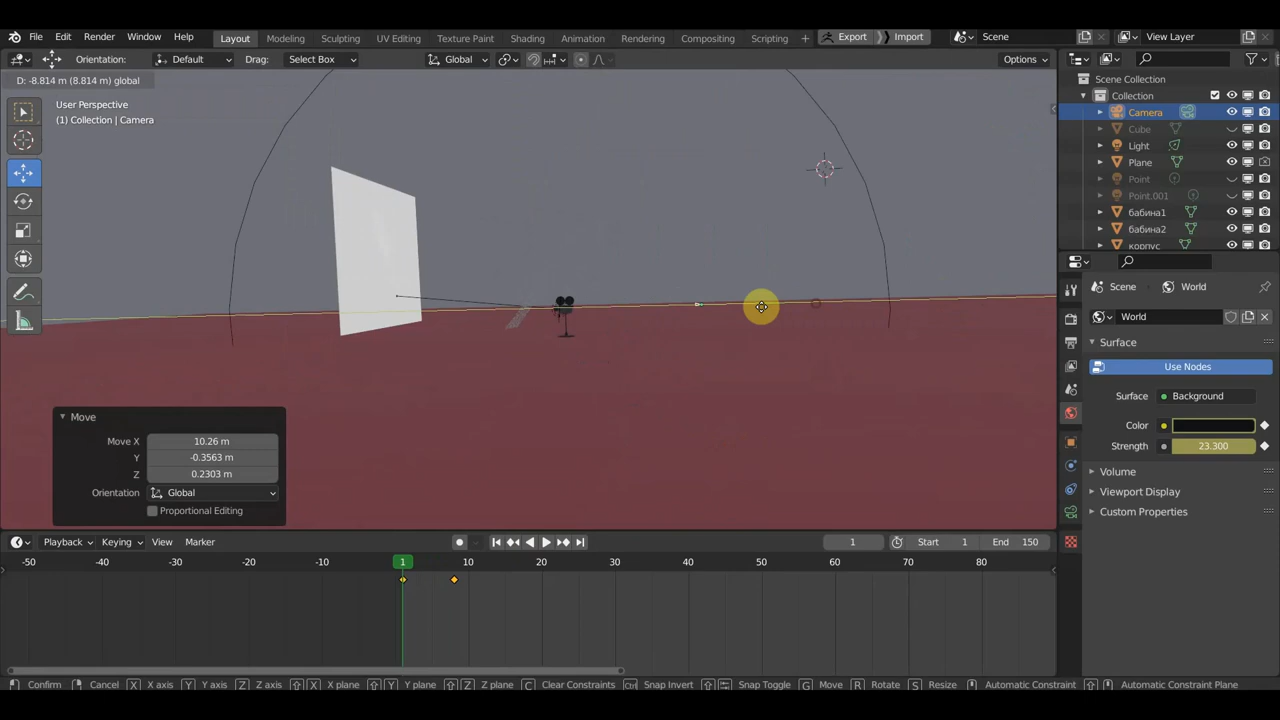 File Edit Render Window Help Layout Modeling Sculpting UV Editing Texture Paint Shading Animation Rendering Compositing Scripting + Export Import Scene View Layer
Orientation: Default Drag: Select Box Global Options
D: -8.814 m (8.814 m) global
User Perspective
(1) Collection | Camera
Scene Collection
Collection
Camera
Cube
Light
Plane
Point
Point.001
бабина1
бабина2
корпус
Scene World
World
Surface
Use Nodes
Surface Background
Color
Strength 23.300
Volume
Viewport Display
Custom Properties
Move
Move X 10.26 m
Y -0.3563 m
Z 0.2303 m
Orientation Global
Proportional Editing
Playback Keying View Marker 1 Start 1 End 150
-50 -40 -30 -20 -10 1 10 20 30 40 50 60 70 80
Confirm Cancel X X axis Y Y axis Z Z axis X X plane Y Y plane Z Z plane C Clear Constraints Ctrl Snap Invert Snap Toggle G Move R Rotate S Resize Automatic Constraint Automatic Constraint Plane